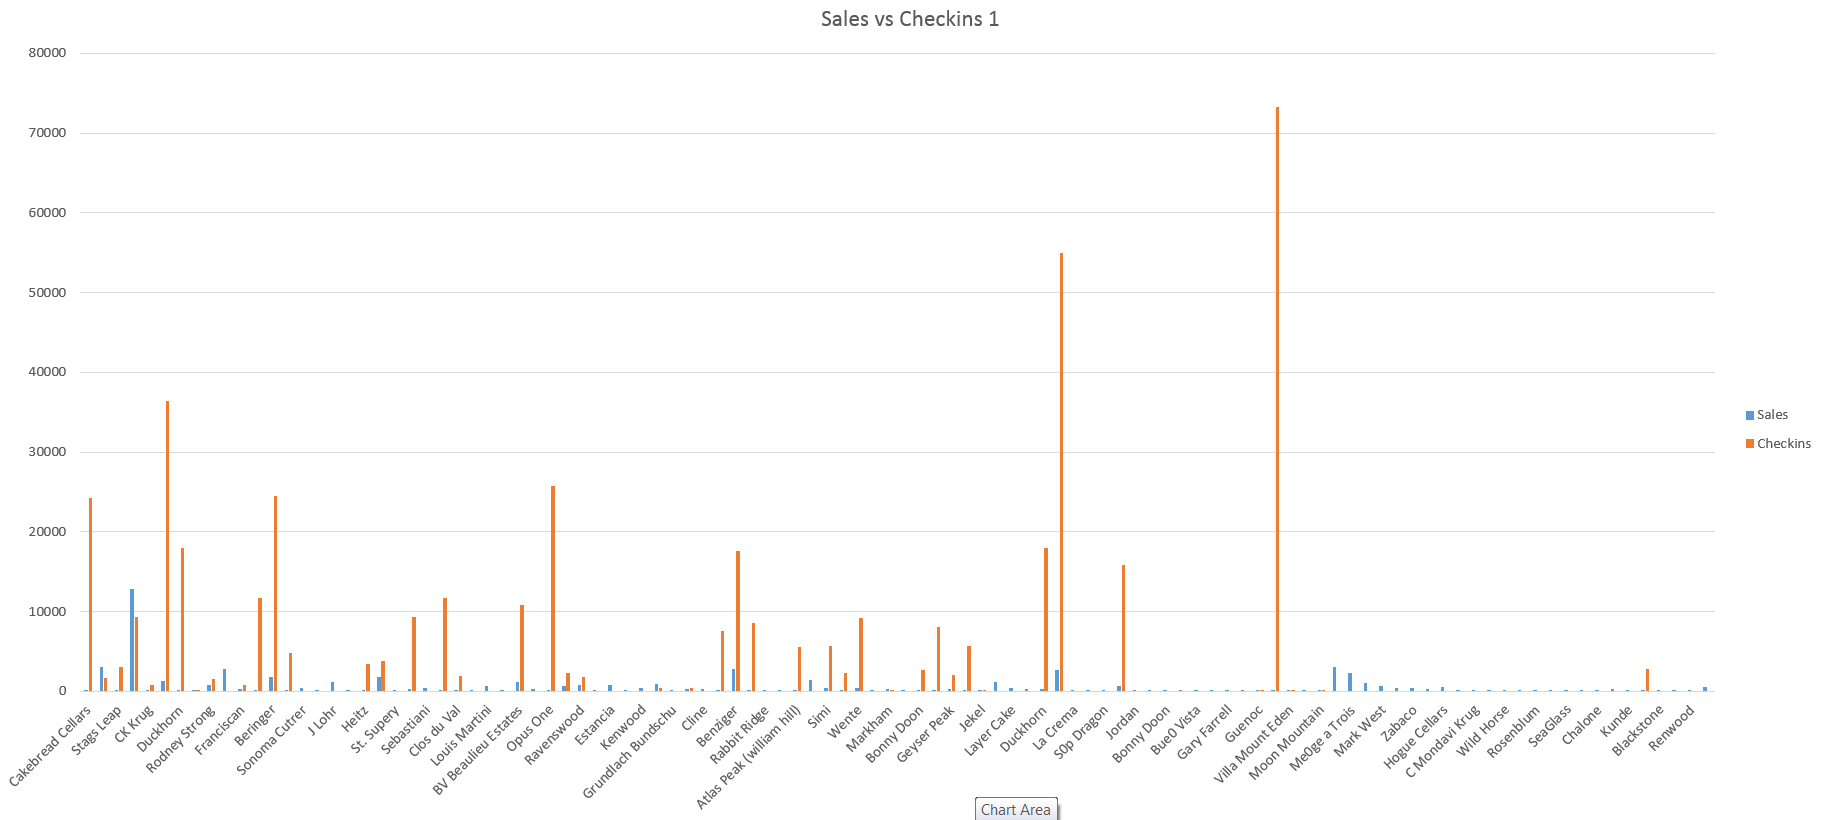 Sales vs Checkins 1
80000
70000
60000
50000
40000
30000
20000
10000
0
Sales
Checkins
Cakebread Cellars
Stags Leap
CK Krug
Duckhorn
Rodney Strong
Franciscan
Beringer
Sonoma Cutrer
J Lohr
Heitz
St. Supery
Sebastiani
Clos du Val
Louis Martini
BV Beaulieu Estates
Opus One
Ravenswood
Estancia
Kenwood
Grundlach Bundschu
Cline
Benziger
Rabbit Ridge
Atlas Peak (william hill)
Simi
Wente
Markham
Bonny Doon
Geyser Peak
Jekel
Layer Cake
Duckhorn
La Crema
S0p Dragon
Jordan
Bonny Doon
Bue0 Vista
Gary Farrell
Guenoc
Villa Mount Eden
Moon Mountain
Me0ge a Trois
Mark West
Zabaco
Hogue Cellars
C Mondavi Krug
Wild Horse
Rosenblum
SeaGlass
Chalone
Kunde
Blackstone
Renwood
Chart Area